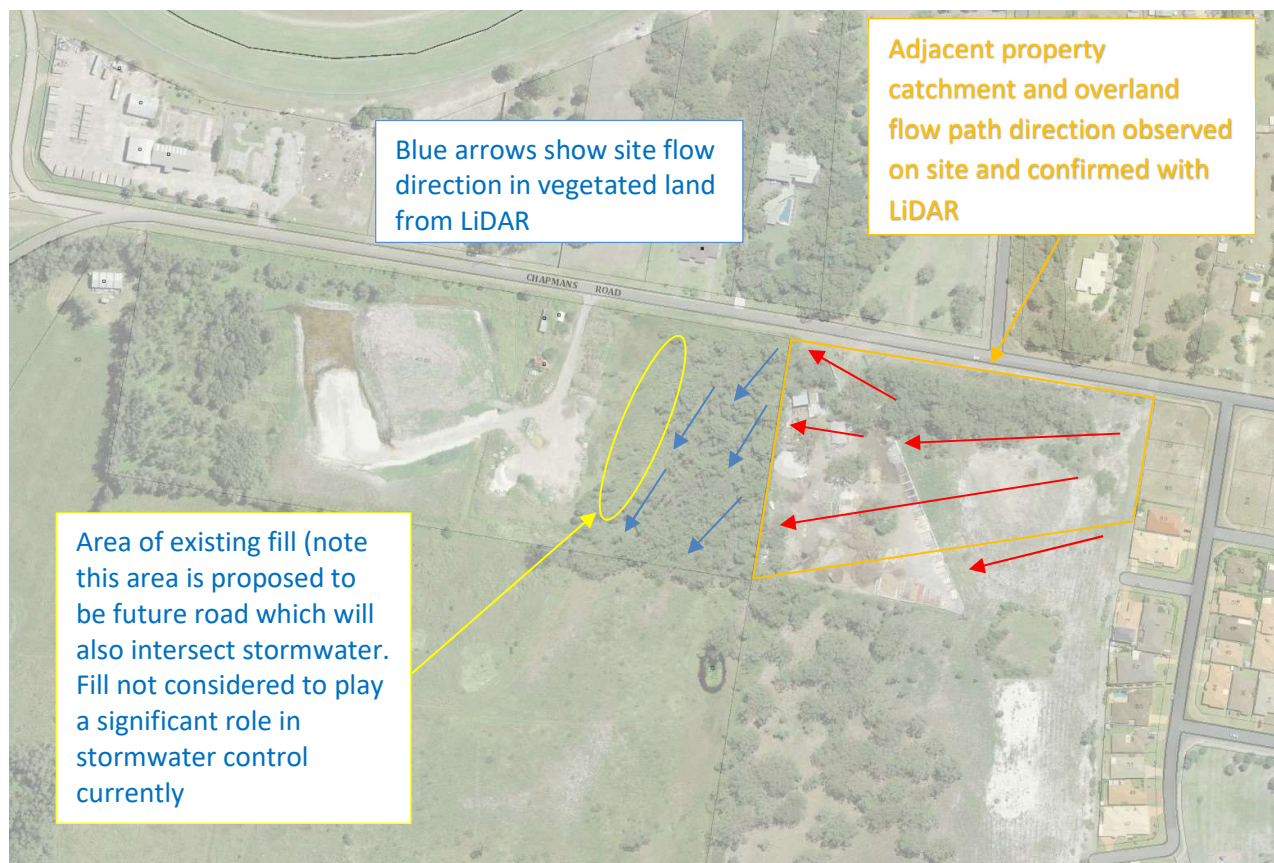 Adjacent property
catchment and overland
flow path direction observed
on site and confirmed with
LiDAR
Blue arrows show site flow
direction in vegetated land
from LiDAR
CHAPMANS ROAD
Area of existing fill (note
this area is proposed to
be future road which will
also intersect stormwater.
Fill not considered to play
a significant role in
stormwater control
currently